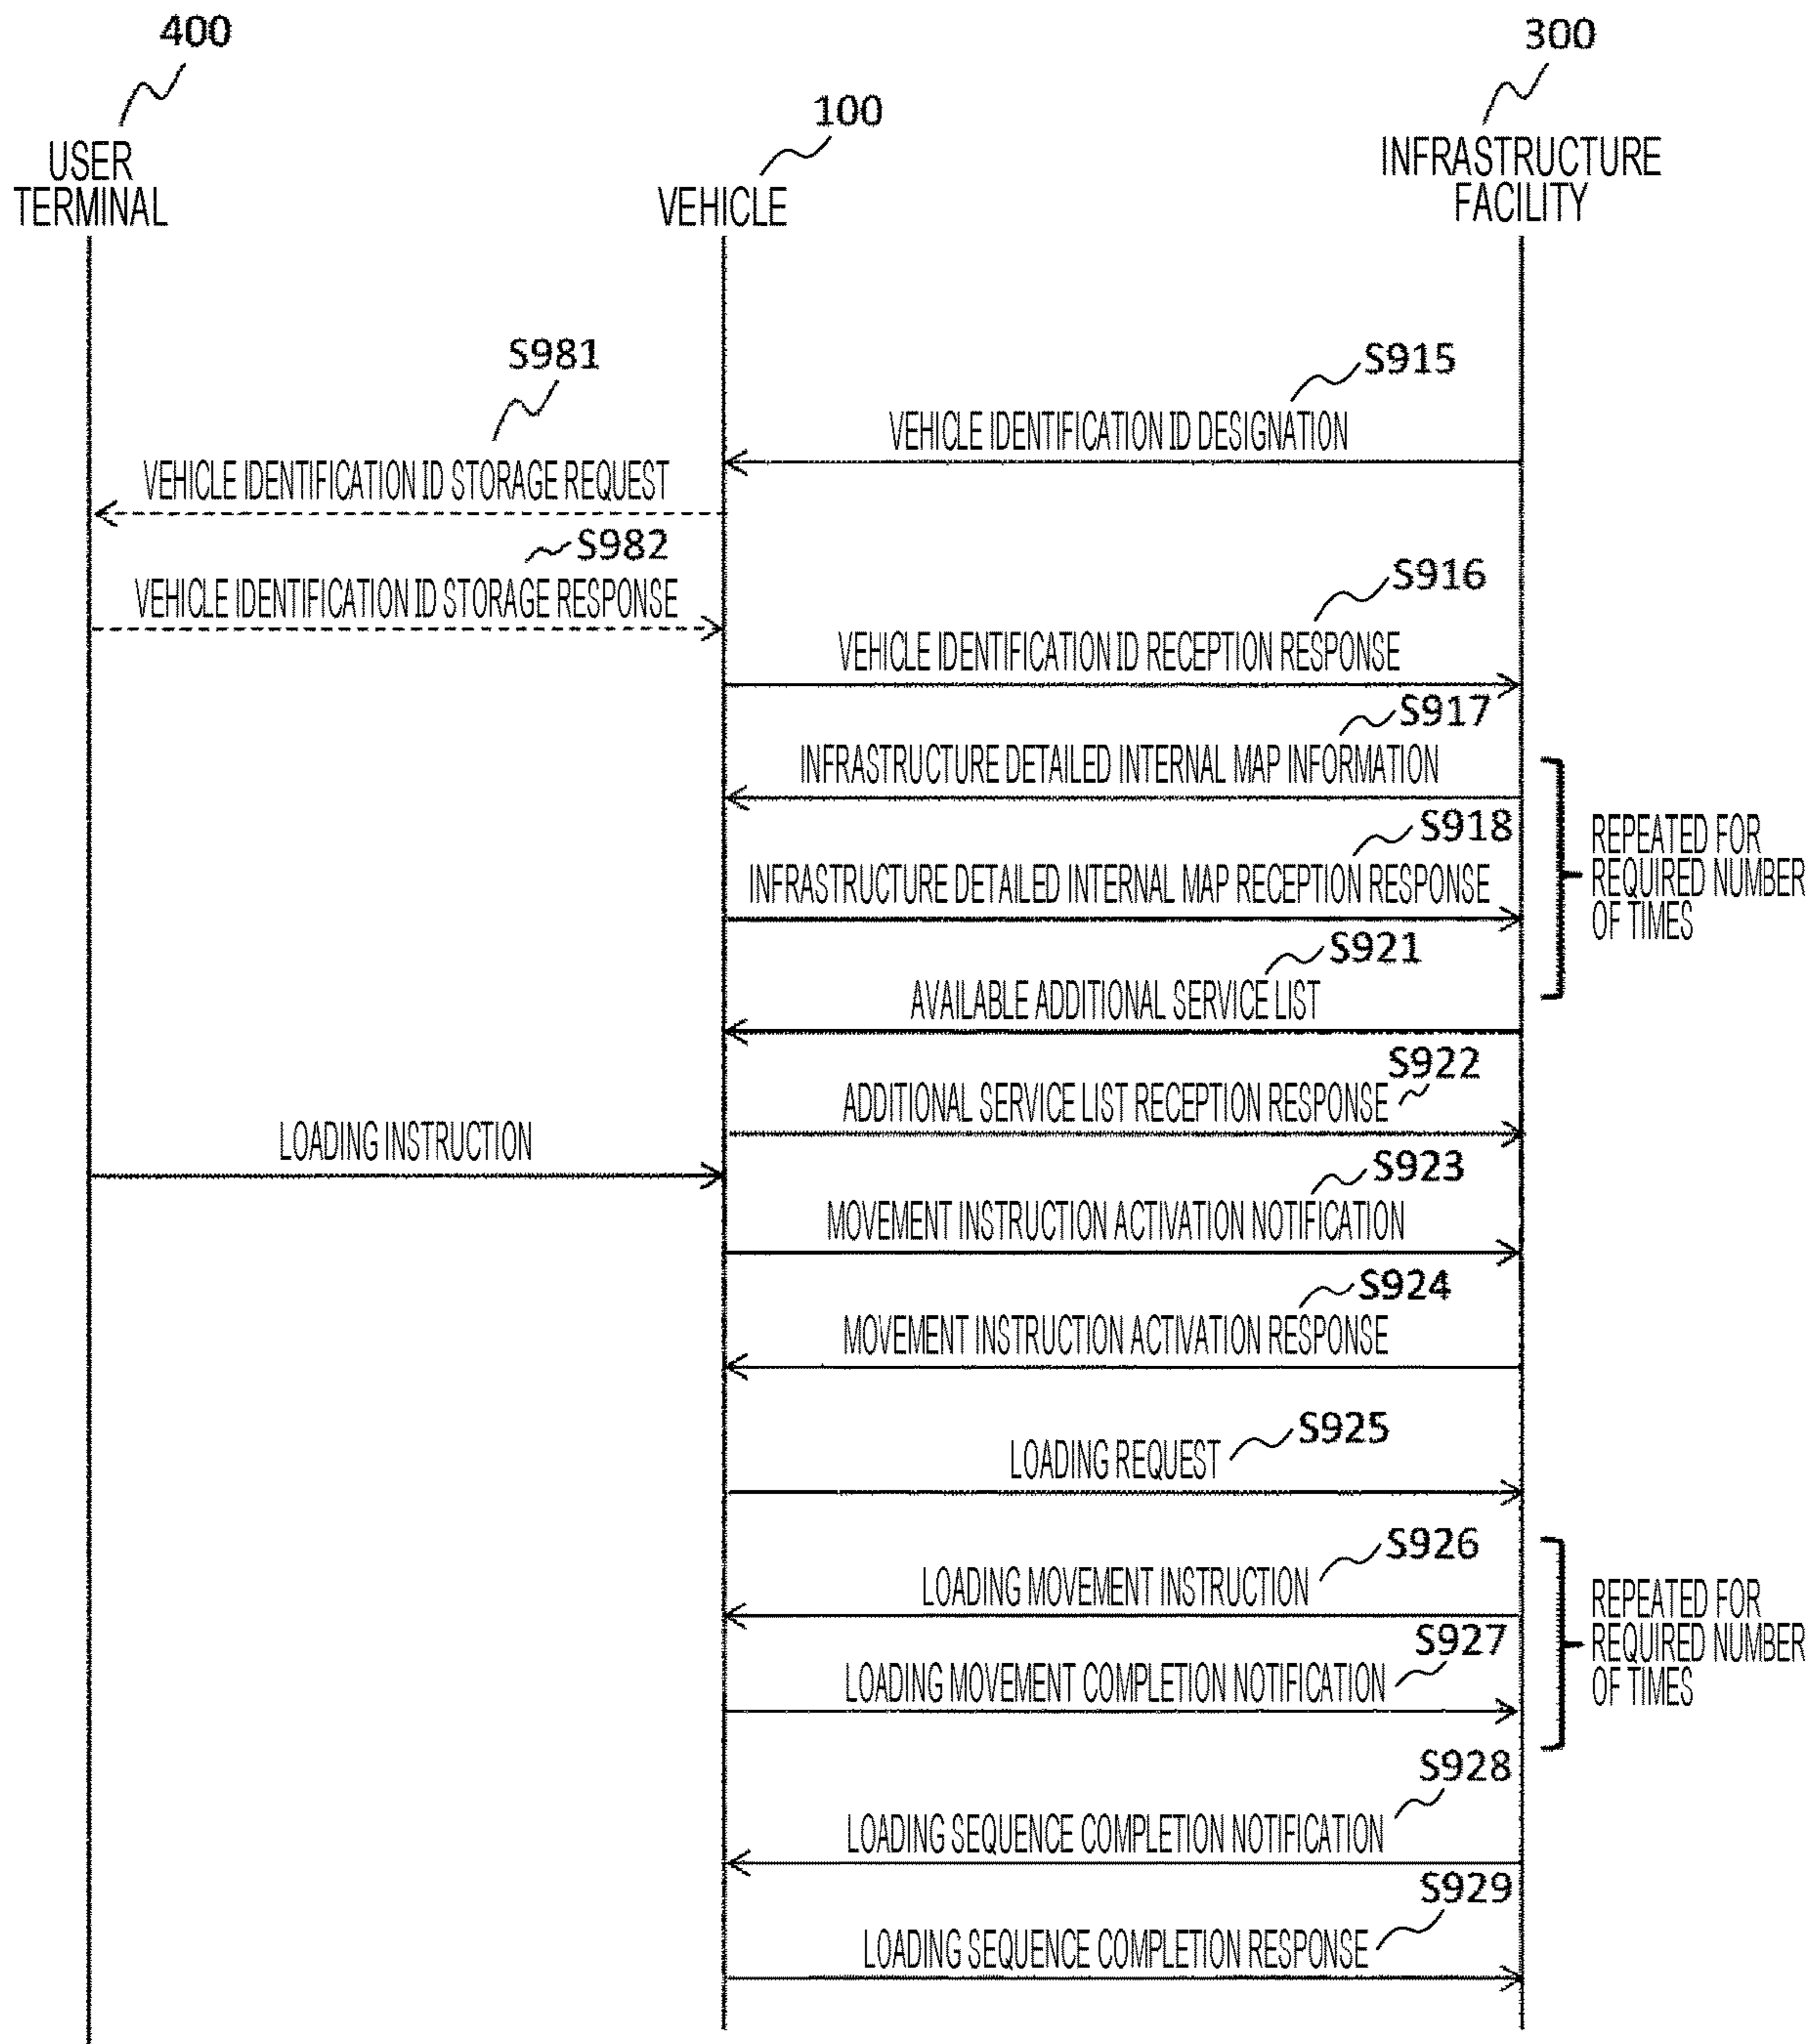 400
300
100
USER
TERMINAL
VEHICLE
INFRASTRUCTURE
FACILITY
S981
S915
VEHICLE IDENTIFICATION ID DESIGNATION
VEHICLE IDENTIFICATION ID STORAGE REQUEST
S982
VEHICLE IDENTIFICATION ID STORAGE RESPONSE
S916
VEHICLE IDENTIFICATION ID RECEPTION RESPONSE
S917
INFRASTRUCTURE DETAILED INTERNAL MAP INFORMATION
S918
INFRASTRUCTURE DETAILED INTERNAL MAP RECEPTION RESPONSE
REPEATED FOR
REQUIRED NUMBER
OF TIMES
S921
AVAILABLE ADDITIONAL SERVICE LIST
S922
ADDITIONAL SERVICE LIST RECEPTION RESPONSE
LOADING INSTRUCTION
S923
MOVEMENT INSTRUCTION ACTIVATION NOTIFICATION
S924
MOVEMENT INSTRUCTION ACTIVATION RESPONSE
S925
LOADING REQUEST
S926
LOADING MOVEMENT INSTRUCTION
S927
LOADING MOVEMENT COMPLETION NOTIFICATION
REPEATED FOR
REQUIRED NUMBER
OF TIMES
S928
LOADING SEQUENCE COMPLETION NOTIFICATION
S929
LOADING SEQUENCE COMPLETION RESPONSE